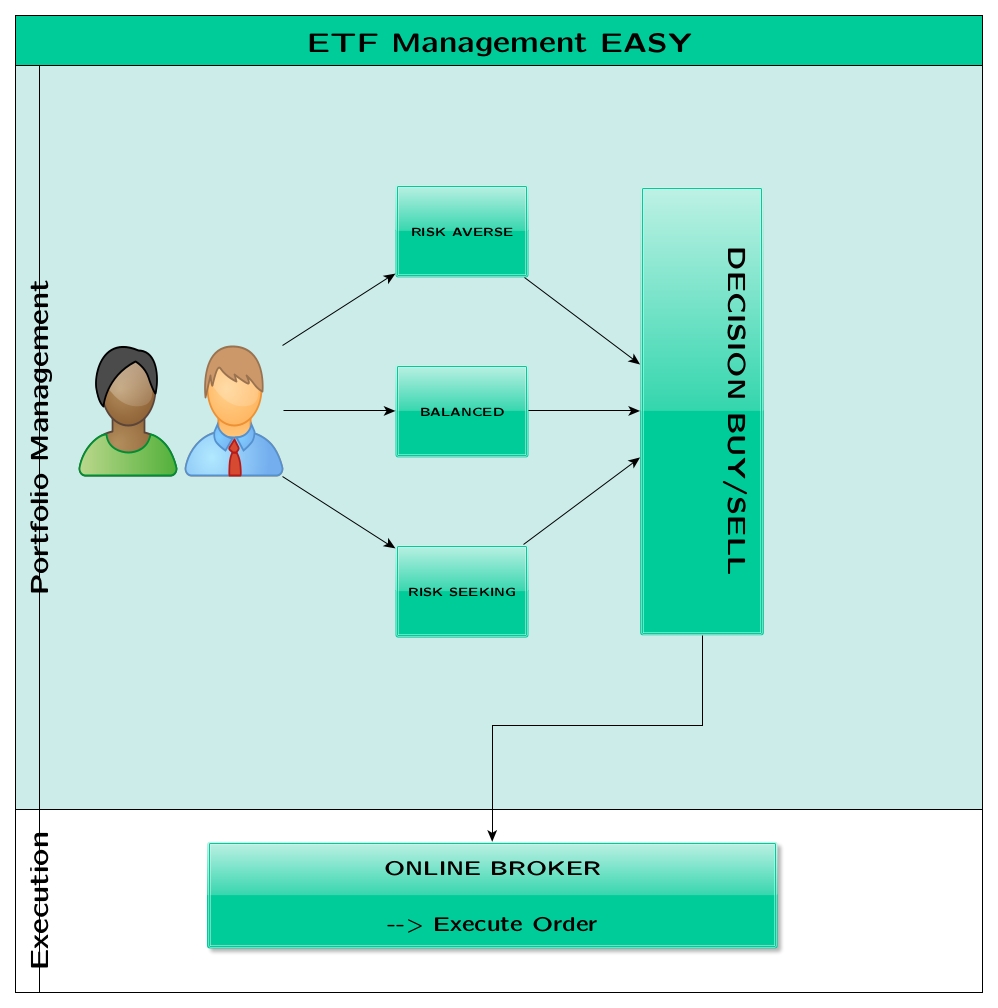 ETF Management EASY
Portfolio Management
RISK AVERSE
BALANCED
RISK SEEKING
DECISION BUY/SELL
Execution
ONLINE BROKER
--> Execute Order